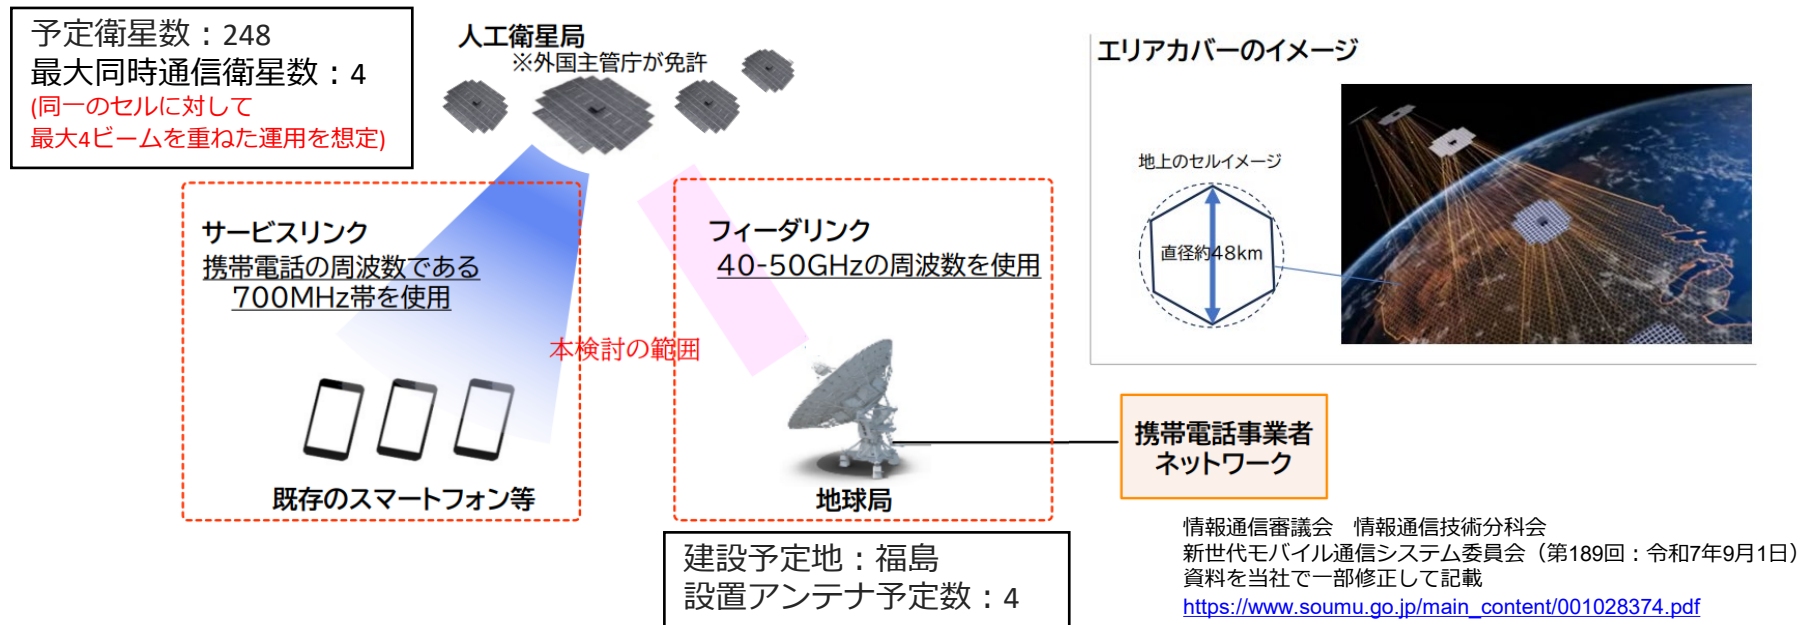 予定衛星数：248
最大同時通信衛星数：4
(同一のセルに対して
最大4ビームを重ねた運用を想定)
人工衛星局
※外国主管庁が免許
サービスリンク
携帯電話の周波数である
700MHz帯を使用
フィーダリンク
40-50GHzの周波数を使用
本検討の範囲
既存のスマートフォン等
地球局
建設予定地：福島
設置アンテナ予定数：4
エリアカバーのイメージ
地上のセルイメージ
直径約48km
携帯電話事業者
ネットワーク
情報通信審議会　情報通信技術分科会
新世代モバイル通信システム委員会（第189回：令和7年9月1日）
資料を当社で一部修正して記載
https://www.soumu.go.jp/main_content/001028374.pdf